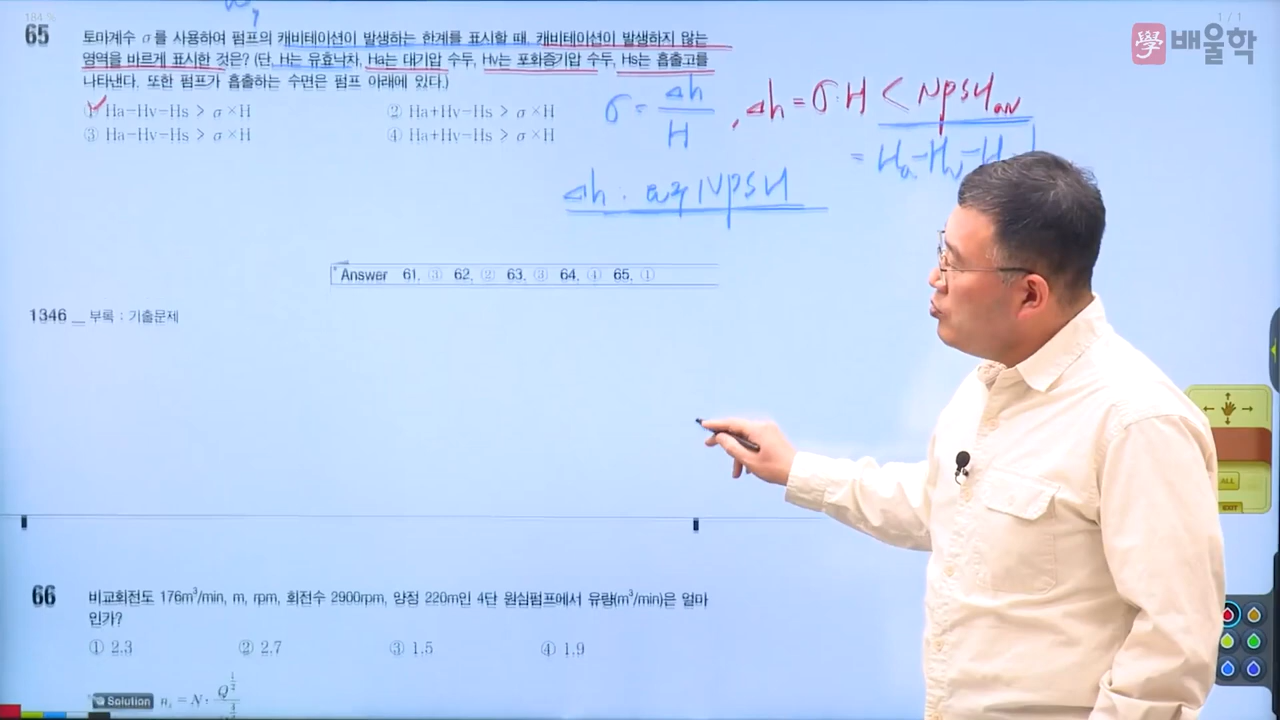 184 %
1 / 1
學 배울학
65 토마계수 σ를 사용하여 펌프의 캐비테이션이 발생하는 한계를 표시할 때, 캐비테이션이 발생하지 않는
영역을 바르게 표시한 것은? (단, H는 유효낙차, Ha는 대기압 수두, Hv는 포화증기압 수두, Hs는 흡출고를
나타낸다. 또한 펌프가 흡출하는 수면은 펌프 아래에 있다.)
① Ha-Hv-Hs > σ×H ② Ha+Hv-Hs > σ×H
③ Ha-Hv-Hs > σ×H ④ Ha+Hv-Hs > σ×H
σ = Δh / H , Δh = σ·H < NPSHav
= Ha-Hv-H
Δh : 요구 NPSH
Answer 61. ③ 62. ② 63. ③ 64. ④ 65. ①
1346 _ 부록 : 기출문제
66 비교회전도 176m³/min, m, rpm, 회전수 2900rpm, 양정 220m인 4단 원심펌프에서 유량(m³/min)은 얼마
인가?
① 2.3 ② 2.7 ③ 1.5 ④ 1.9
Solution
ALL
EXIT